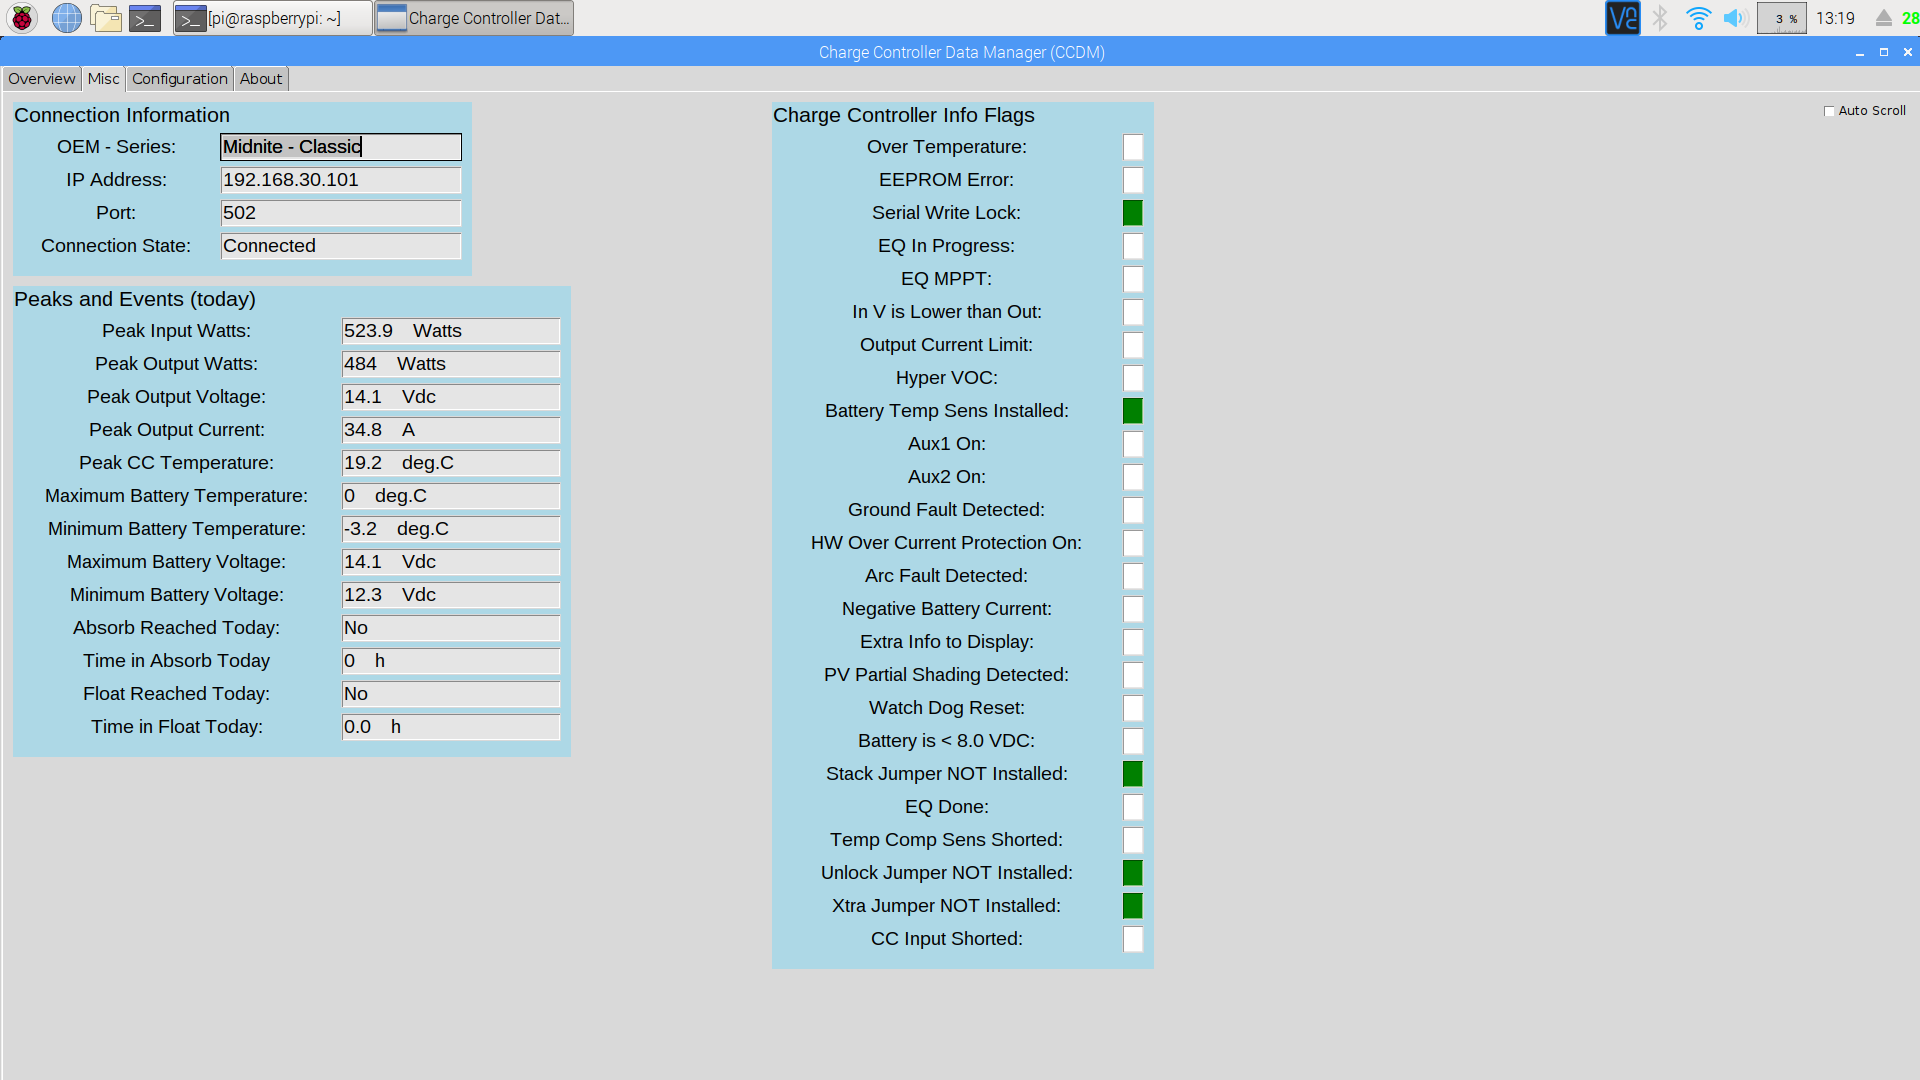 [pi@raspberrypi: ~]
Charge Controller Dat...
3 %
13:19
28
Charge Controller Data Manager (CCDM)
Overview
Misc
Configuration
About
Auto Scroll
Connection Information
OEM - Series: Midnite - Classic
IP Address: 192.168.30.101
Port: 502
Connection State: Connected
Peaks and Events (today)
Peak Input Watts: 523.9 Watts
Peak Output Watts: 484 Watts
Peak Output Voltage: 14.1 Vdc
Peak Output Current: 34.8 A
Peak CC Temperature: 19.2 deg.C
Maximum Battery Temperature: 0 deg.C
Minimum Battery Temperature: -3.2 deg.C
Maximum Battery Voltage: 14.1 Vdc
Minimum Battery Voltage: 12.3 Vdc
Absorb Reached Today: No
Time in Absorb Today 0 h
Float Reached Today: No
Time in Float Today: 0.0 h
Charge Controller Info Flags
Over Temperature:
EEPROM Error:
Serial Write Lock:
EQ In Progress:
EQ MPPT:
In V is Lower than Out:
Output Current Limit:
Hyper VOC:
Battery Temp Sens Installed:
Aux1 On:
Aux2 On:
Ground Fault Detected:
HW Over Current Protection On:
Arc Fault Detected:
Negative Battery Current:
Extra Info to Display:
PV Partial Shading Detected:
Watch Dog Reset:
Battery is < 8.0 VDC:
Stack Jumper NOT Installed:
EQ Done:
Temp Comp Sens Shorted:
Unlock Jumper NOT Installed:
Xtra Jumper NOT Installed:
CC Input Shorted: